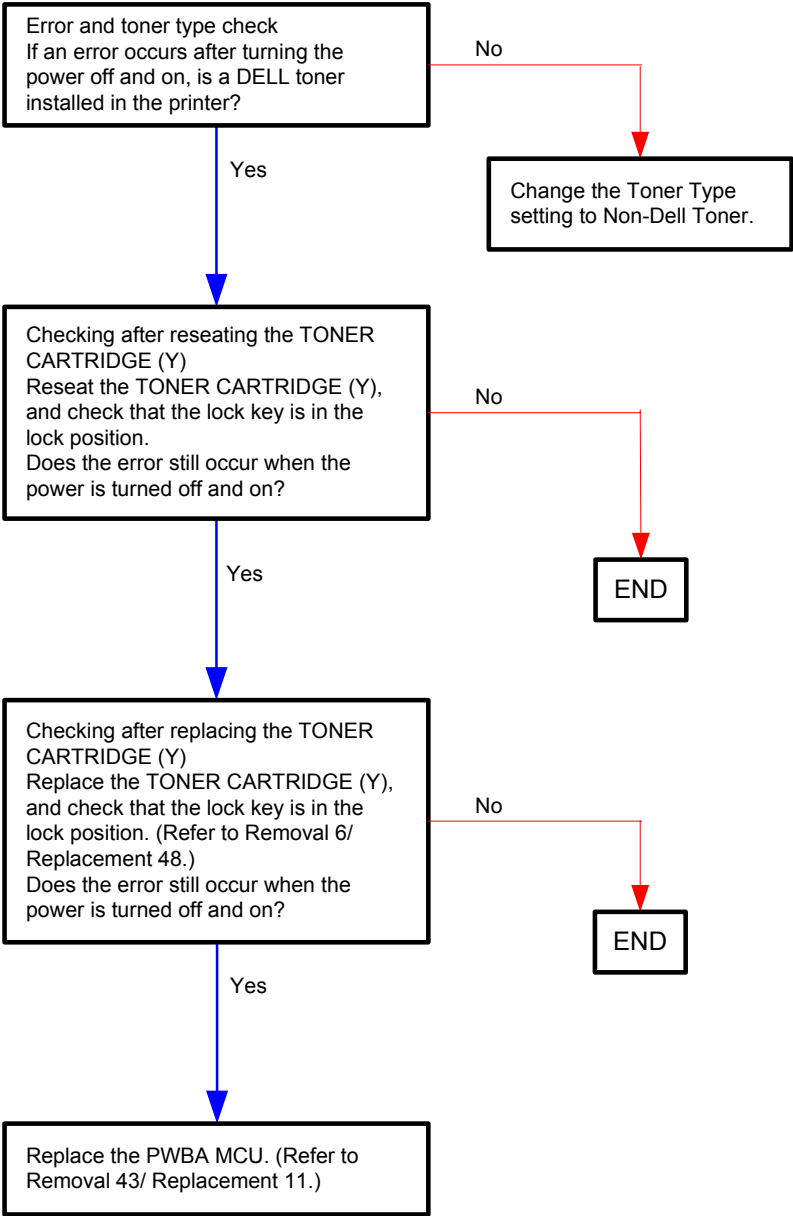 Error and toner type check
If an error occurs after turning the
power off and on, is a DELL toner
installed in the printer?
No
Yes
Change the Toner Type
setting to Non-Dell Toner.
Checking after reseating the TONER
CARTRIDGE (Y)
Reseat the TONER CARTRIDGE (Y),
and check that the lock key is in the
lock position.
Does the error still occur when the
power is turned off and on?
No
Yes
END
Checking after replacing the TONER
CARTRIDGE (Y)
Replace the TONER CARTRIDGE (Y),
and check that the lock key is in the
lock position. (Refer to Removal 6/
Replacement 48.)
Does the error still occur when the
power is turned off and on?
No
END
Yes
Replace the PWBA MCU. (Refer to
Removal 43/ Replacement 11.)